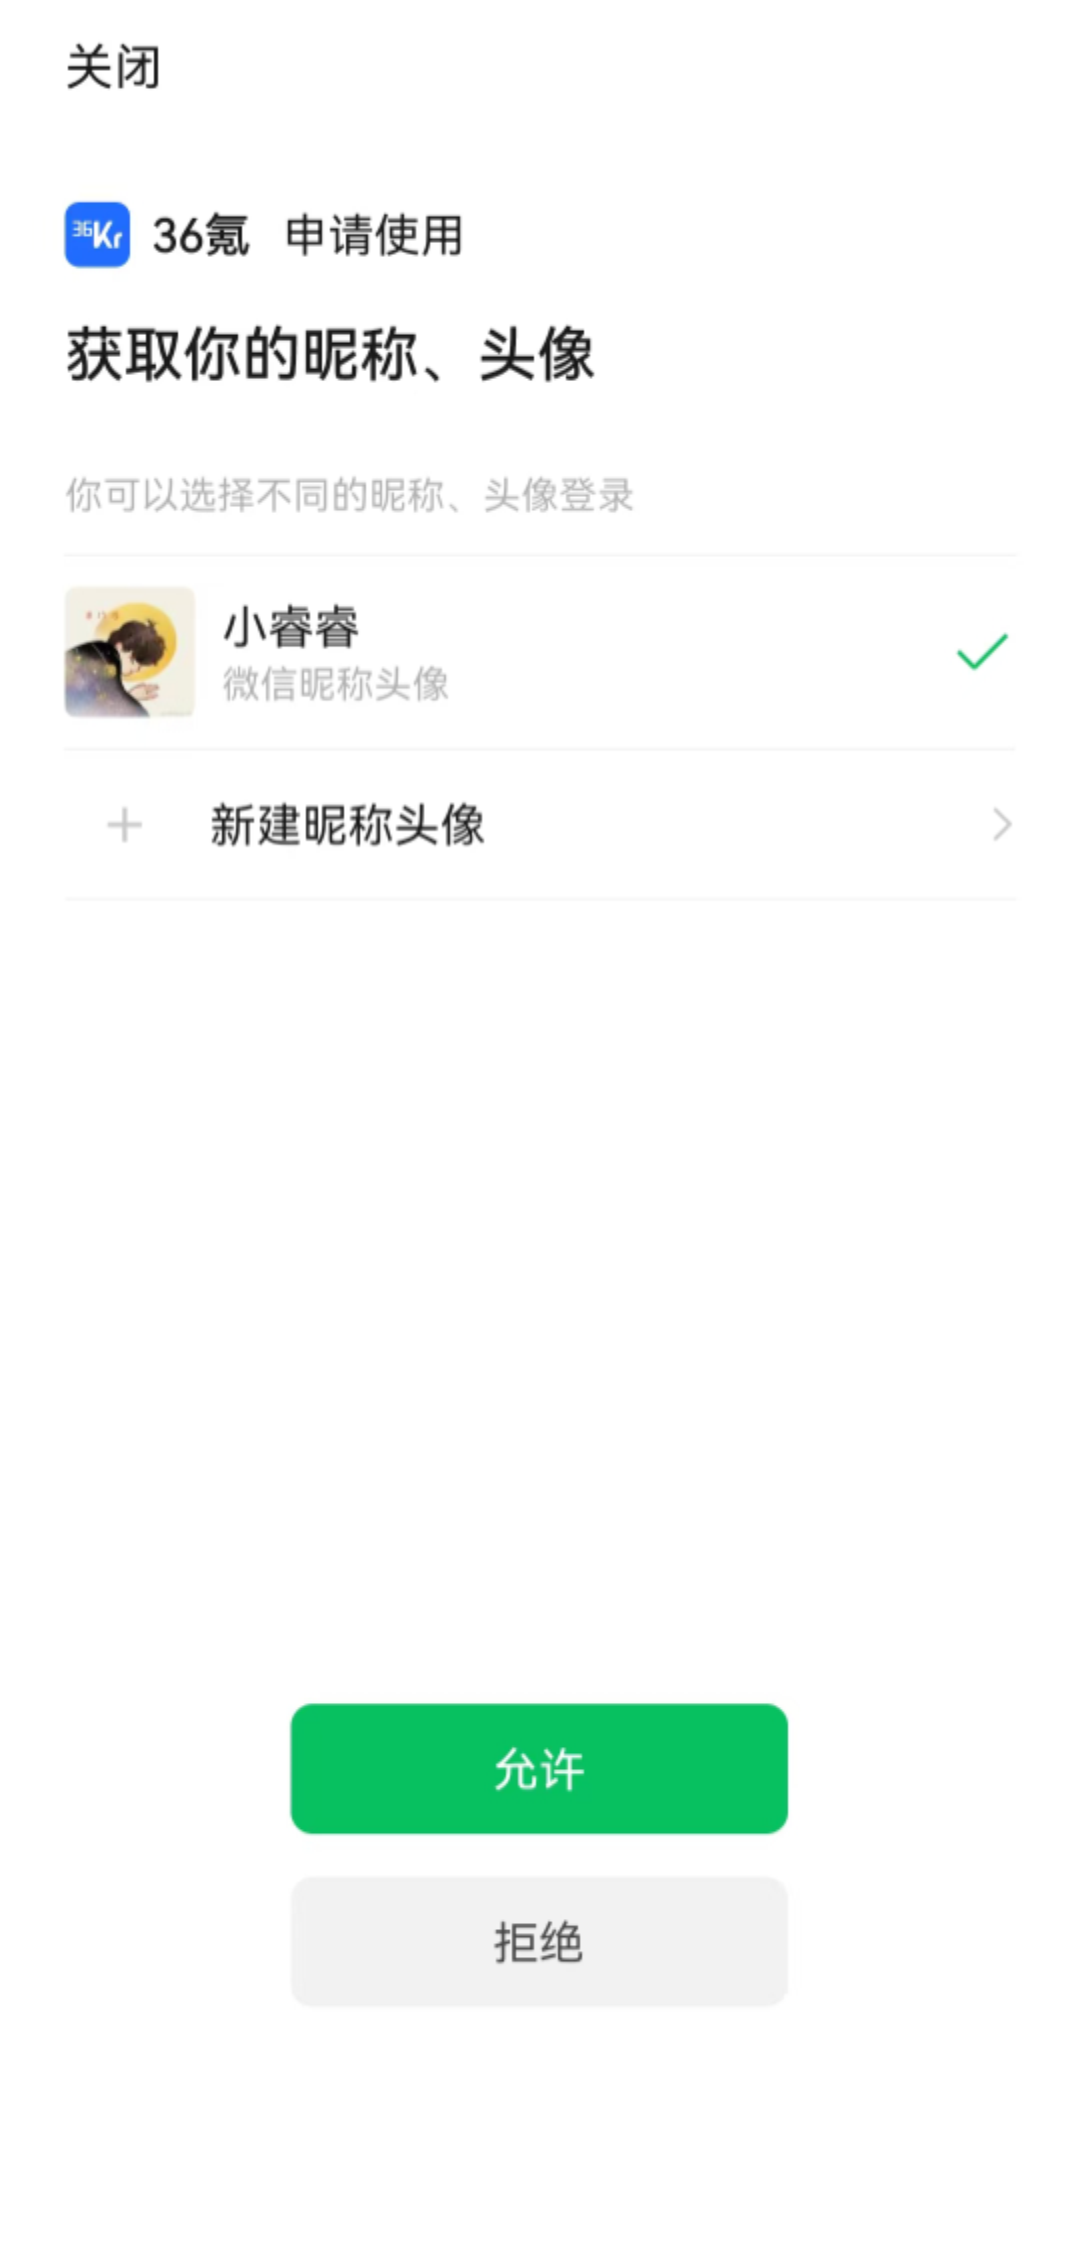 关闭
36Kr 36氪 申请使用
获取你的昵称、头像
你可以选择不同的昵称、头像登录
小睿睿
微信昵称头像
新建昵称头像
允许
拒绝